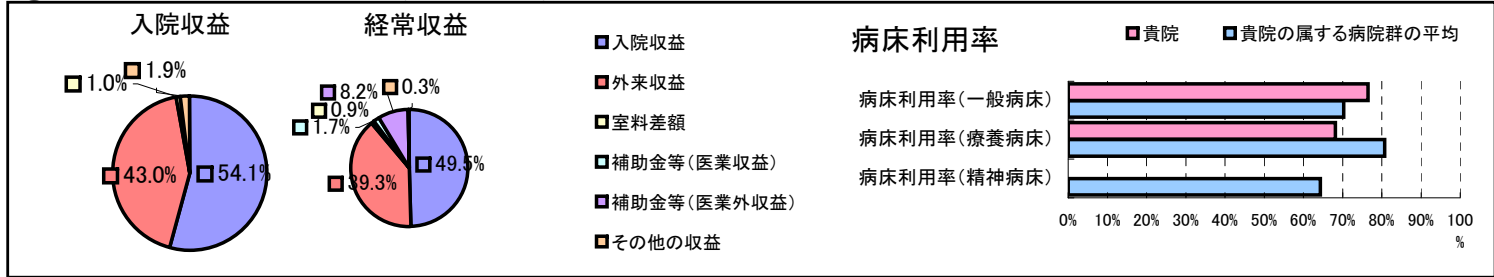 入院収益
1.0%
1.9%
43.0%
54.1%
経常収益
8.2%
0.3%
0.9%
1.7%
39.3%
49.5%
入院収益
外来収益
室料差額
補助金等(医業収益)
補助金等(医業外収益)
その他の収益
病床利用率
貴院
貴院の属する病院群の平均
病床利用率(一般病床)
病床利用率(療養病床)
病床利用率(精神病床)
0% 10% 20% 30% 40% 50% 60% 70% 80% 90% 100
%